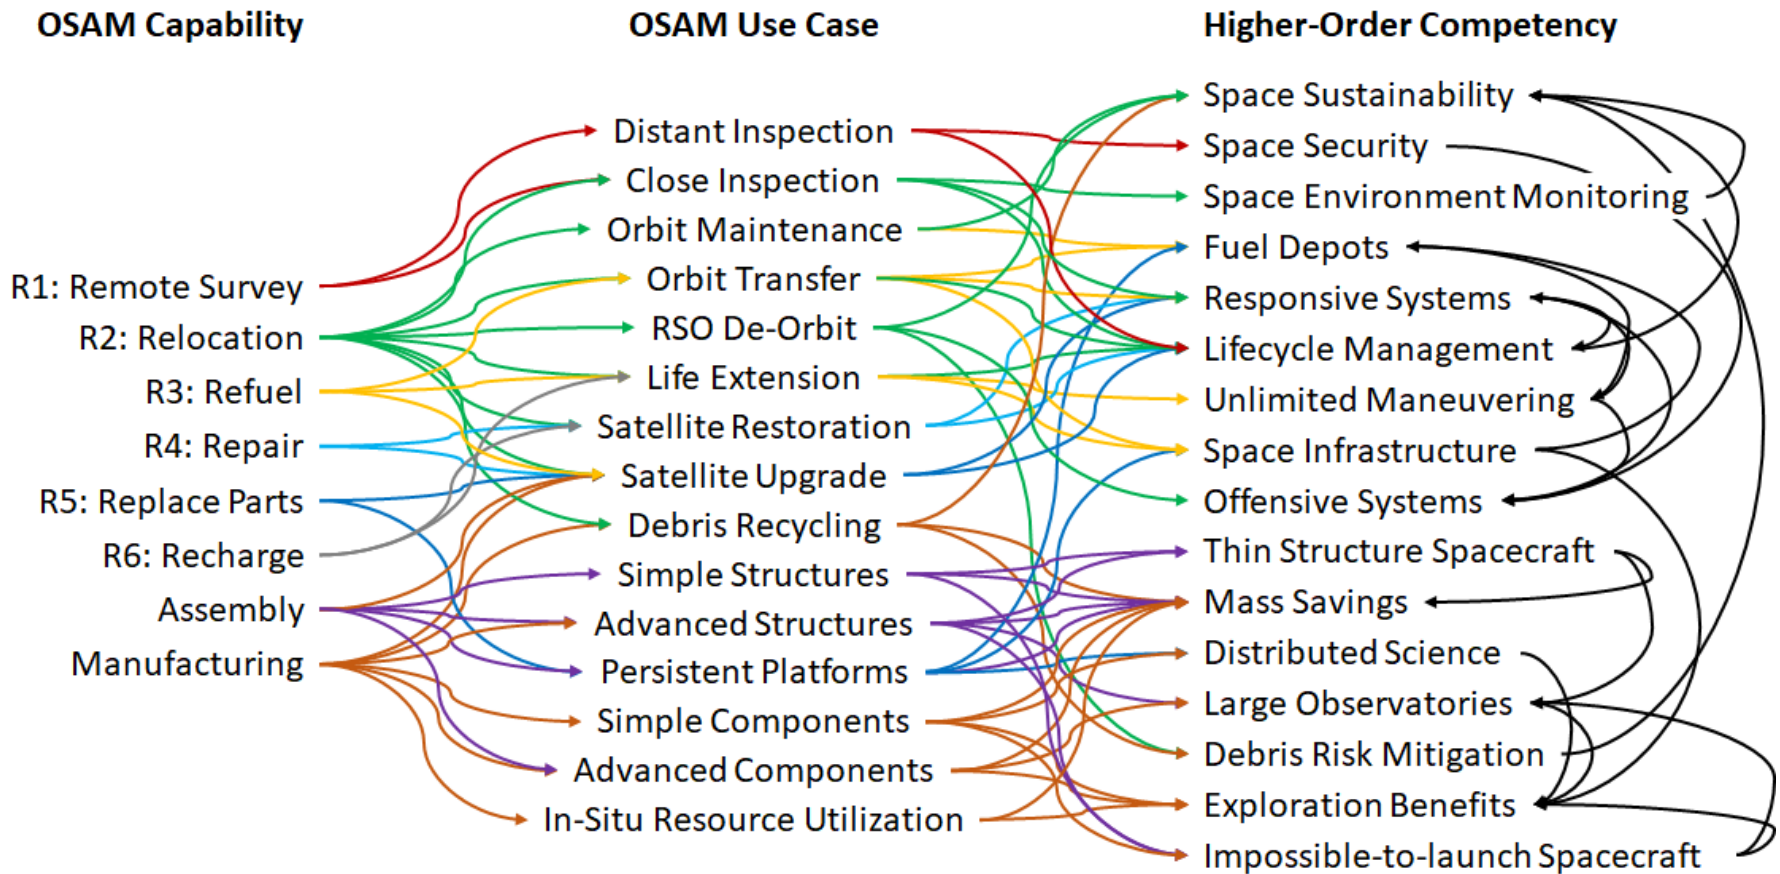 OSAM Capability
OSAM Use Case
Higher-Order Competency
R1: Remote Survey
R2: Relocation
R3: Refuel
R4: Repair
R5: Replace Parts
R6: Recharge
Assembly
Manufacturing
Distant Inspection
Close Inspection
Orbit Maintenance
Orbit Transfer
RSO De-Orbit
Life Extension
Satellite Restoration
Satellite Upgrade
Debris Recycling
Simple Structures
Advanced Structures
Persistent Platforms
Simple Components
Advanced Components
In-Situ Resource Utilization
Space Sustainability
Space Security
Space Environment Monitoring
Fuel Depots
Responsive Systems
Lifecycle Management
Unlimited Maneuvering
Space Infrastructure
Offensive Systems
Thin Structure Spacecraft
Mass Savings
Distributed Science
Large Observatories
Debris Risk Mitigation
Exploration Benefits
Impossible-to-launch Spacecraft